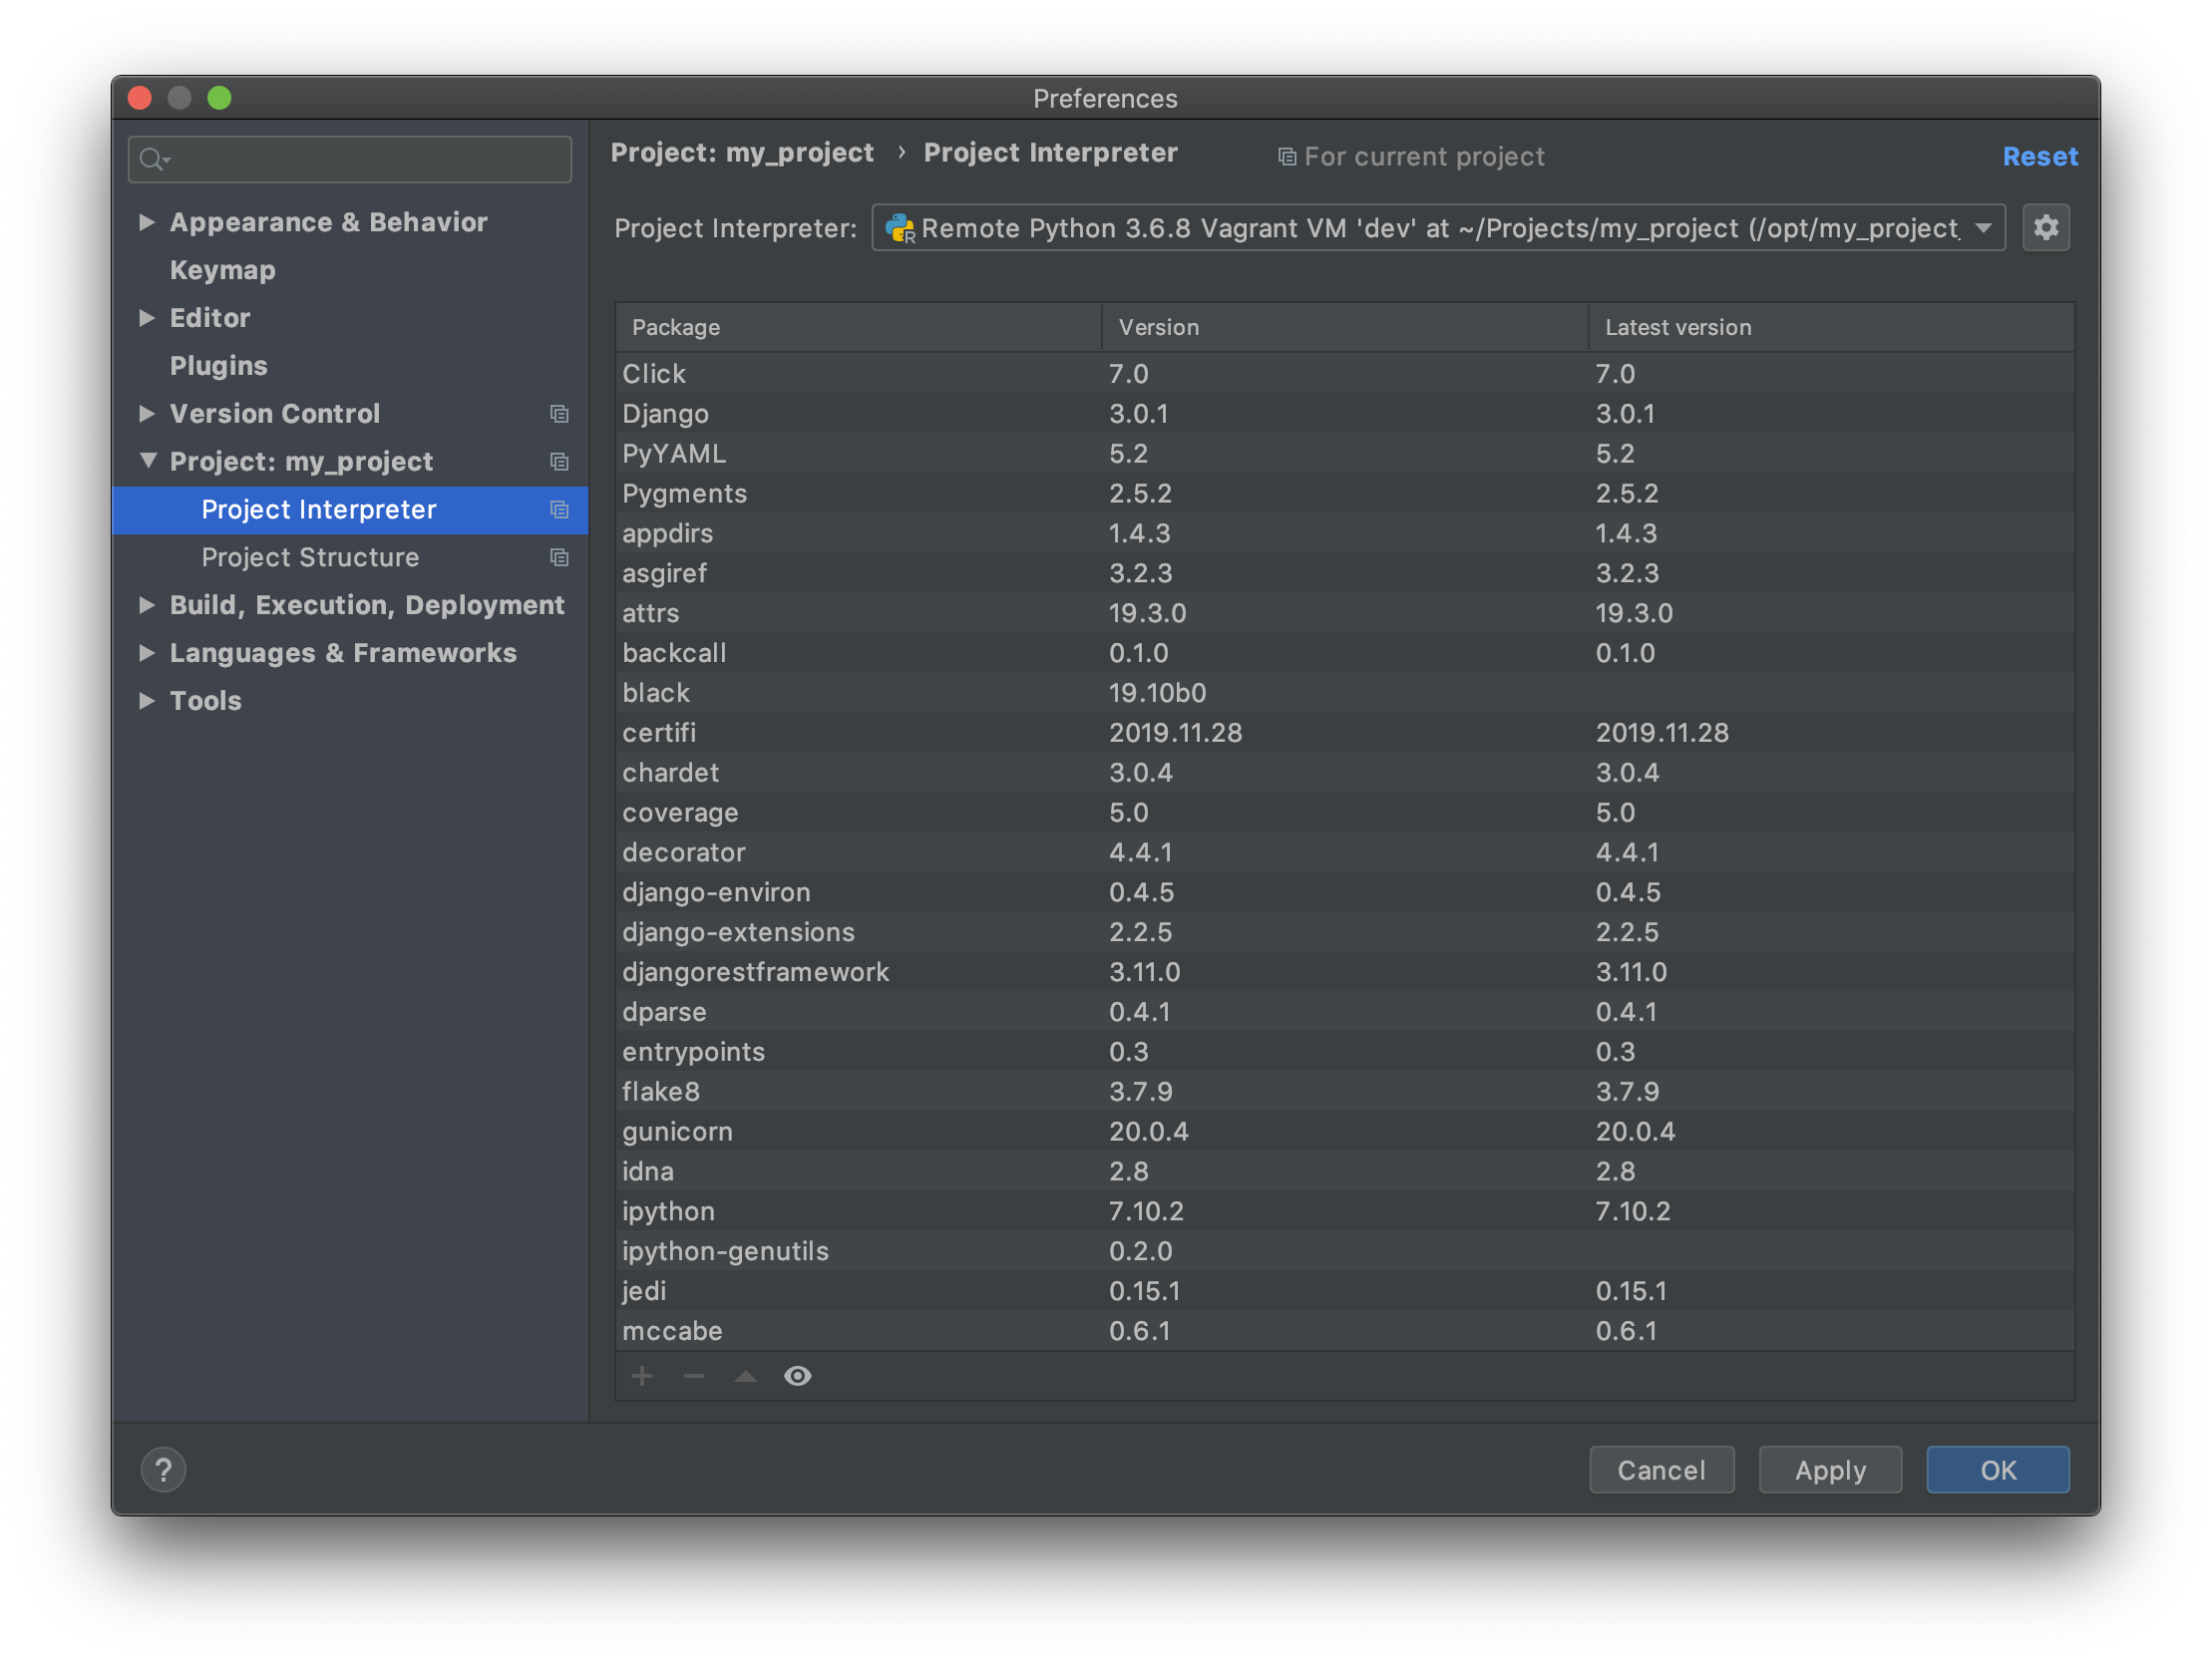 Preferences
Project: my_project › Project Interpreter For current project Reset
Appearance & Behavior
Keymap
Editor
Plugins
Version Control
Project: my_project
Project Interpreter
Project Structure
Build, Execution, Deployment
Languages & Frameworks
Tools
Project Interpreter: Remote Python 3.6.8 Vagrant VM 'dev' at ~/Projects/my_project (/opt/my_project_
Package Version Latest version
Click 7.0 7.0
Django 3.0.1 3.0.1
PyYAML 5.2 5.2
Pygments 2.5.2 2.5.2
appdirs 1.4.3 1.4.3
asgiref 3.2.3 3.2.3
attrs 19.3.0 19.3.0
backcall 0.1.0 0.1.0
black 19.10b0
certifi 2019.11.28 2019.11.28
chardet 3.0.4 3.0.4
coverage 5.0 5.0
decorator 4.4.1 4.4.1
django-environ 0.4.5 0.4.5
django-extensions 2.2.5 2.2.5
djangorestframework 3.11.0 3.11.0
dparse 0.4.1 0.4.1
entrypoints 0.3 0.3
flake8 3.7.9 3.7.9
gunicorn 20.0.4 20.0.4
idna 2.8 2.8
ipython 7.10.2 7.10.2
ipython-genutils 0.2.0
jedi 0.15.1 0.15.1
mccabe 0.6.1 0.6.1
? Cancel Apply OK